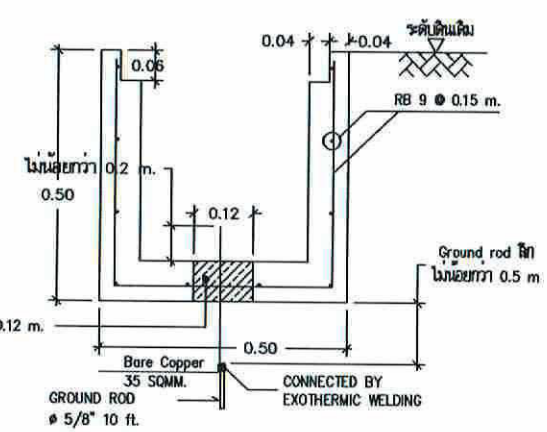 ระดับดินเดิม
0.04
0.04
0.06
RB 9 @ 0.15 m.
ไม่น้อยกว่า 0.2 m.
0.50
0.12
Ground rod ลึก
ไม่น้อยกว่า 0.5 m
0.12 m.
0.50
Bare Copper
35 SQMM.
CONNECTED BY
EXOTHERMIC WELDING
GROUND ROD
ø 5/8" 10 ft.